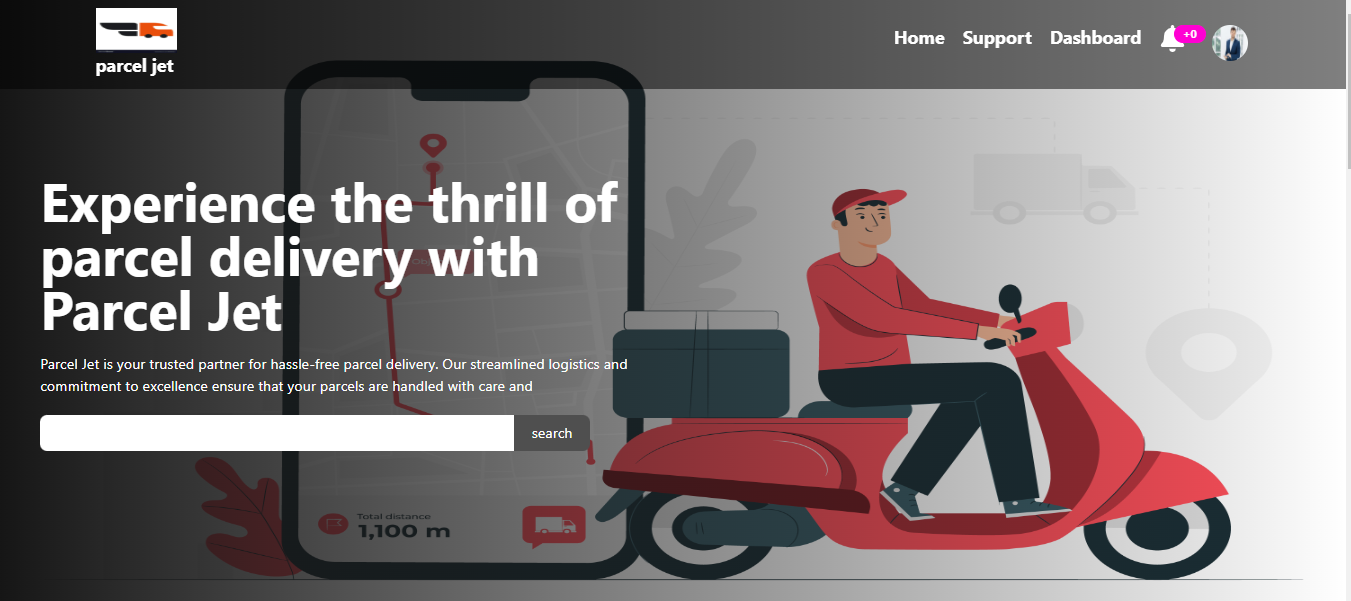 parcel jet
Home Support Dashboard +0
Experience the thrill of
parcel delivery with
Parcel Jet
Parcel Jet is your trusted partner for hassle-free parcel delivery. Our streamlined logistics and
commitment to excellence ensure that your parcels are handled with care and
search
Total distance
1,100 m